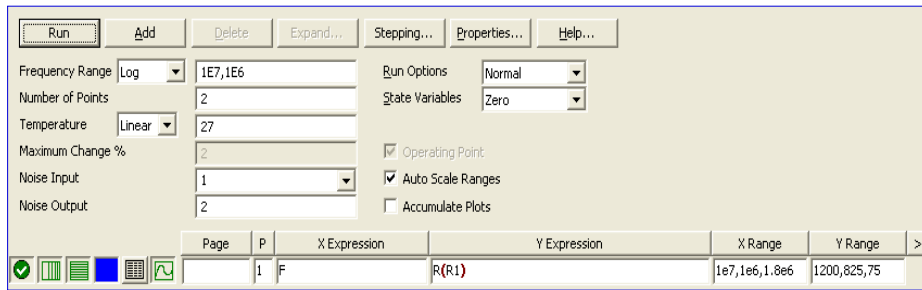 Run Add Delete Expand... Stepping... Properties... Help...
Frequency Range Log 1E7,1E6 Run Options Normal
Number of Points 2 State Variables Zero
Temperature Linear 27
Maximum Change % 2 Operating Point
Noise Input 1 Auto Scale Ranges
Noise Output 2 Accumulate Plots
Page P X Expression Y Expression X Range Y Range >
1 F R(R1) 1e7,1e6,1.8e6 1200,825,75